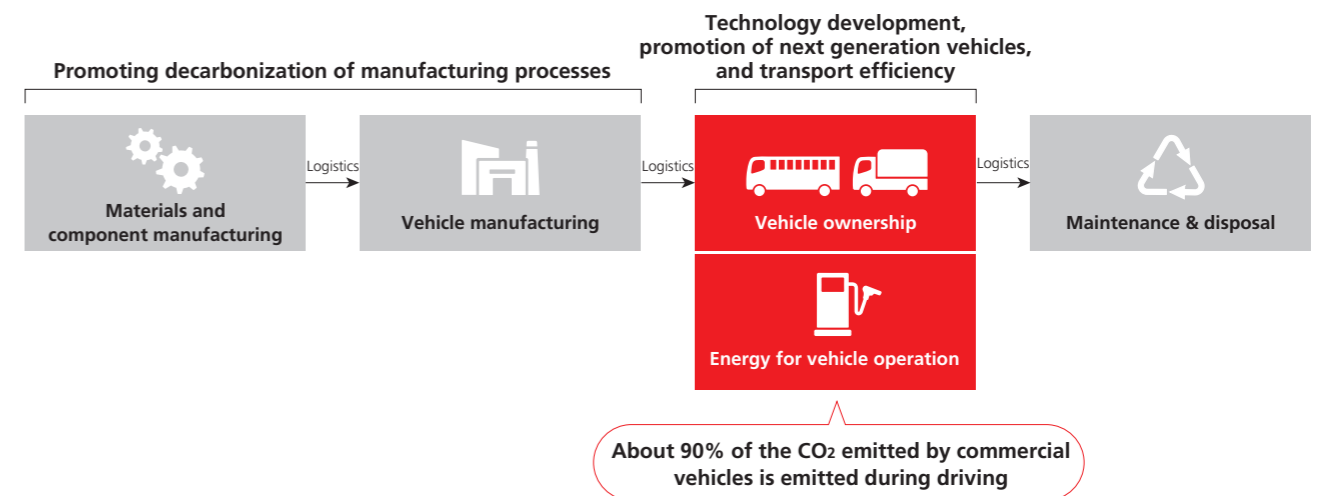 Technology development,
promotion of next generation vehicles,
and transport efficiency
Promoting decarbonization of manufacturing processes
Materials and
component manufacturing
Logistics
Vehicle manufacturing
Logistics
Vehicle ownership
Logistics
Maintenance & disposal
Energy for vehicle operation
About 90% of the CO2 emitted by commercial
vehicles is emitted during driving